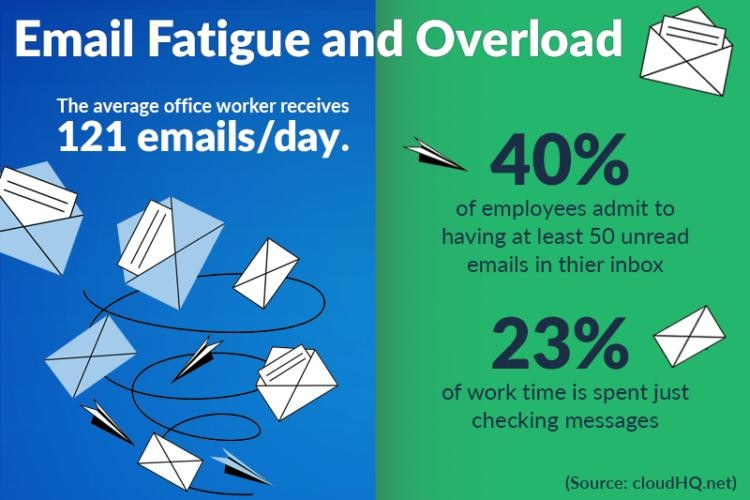 Email Fatigue and Overload
The average office worker receives
121 emails/day.
40%
of employees admit to
having at least 50 unread
emails in thier inbox
23%
of work time is spent just
checking messages
(Source: cloudHQ.net)